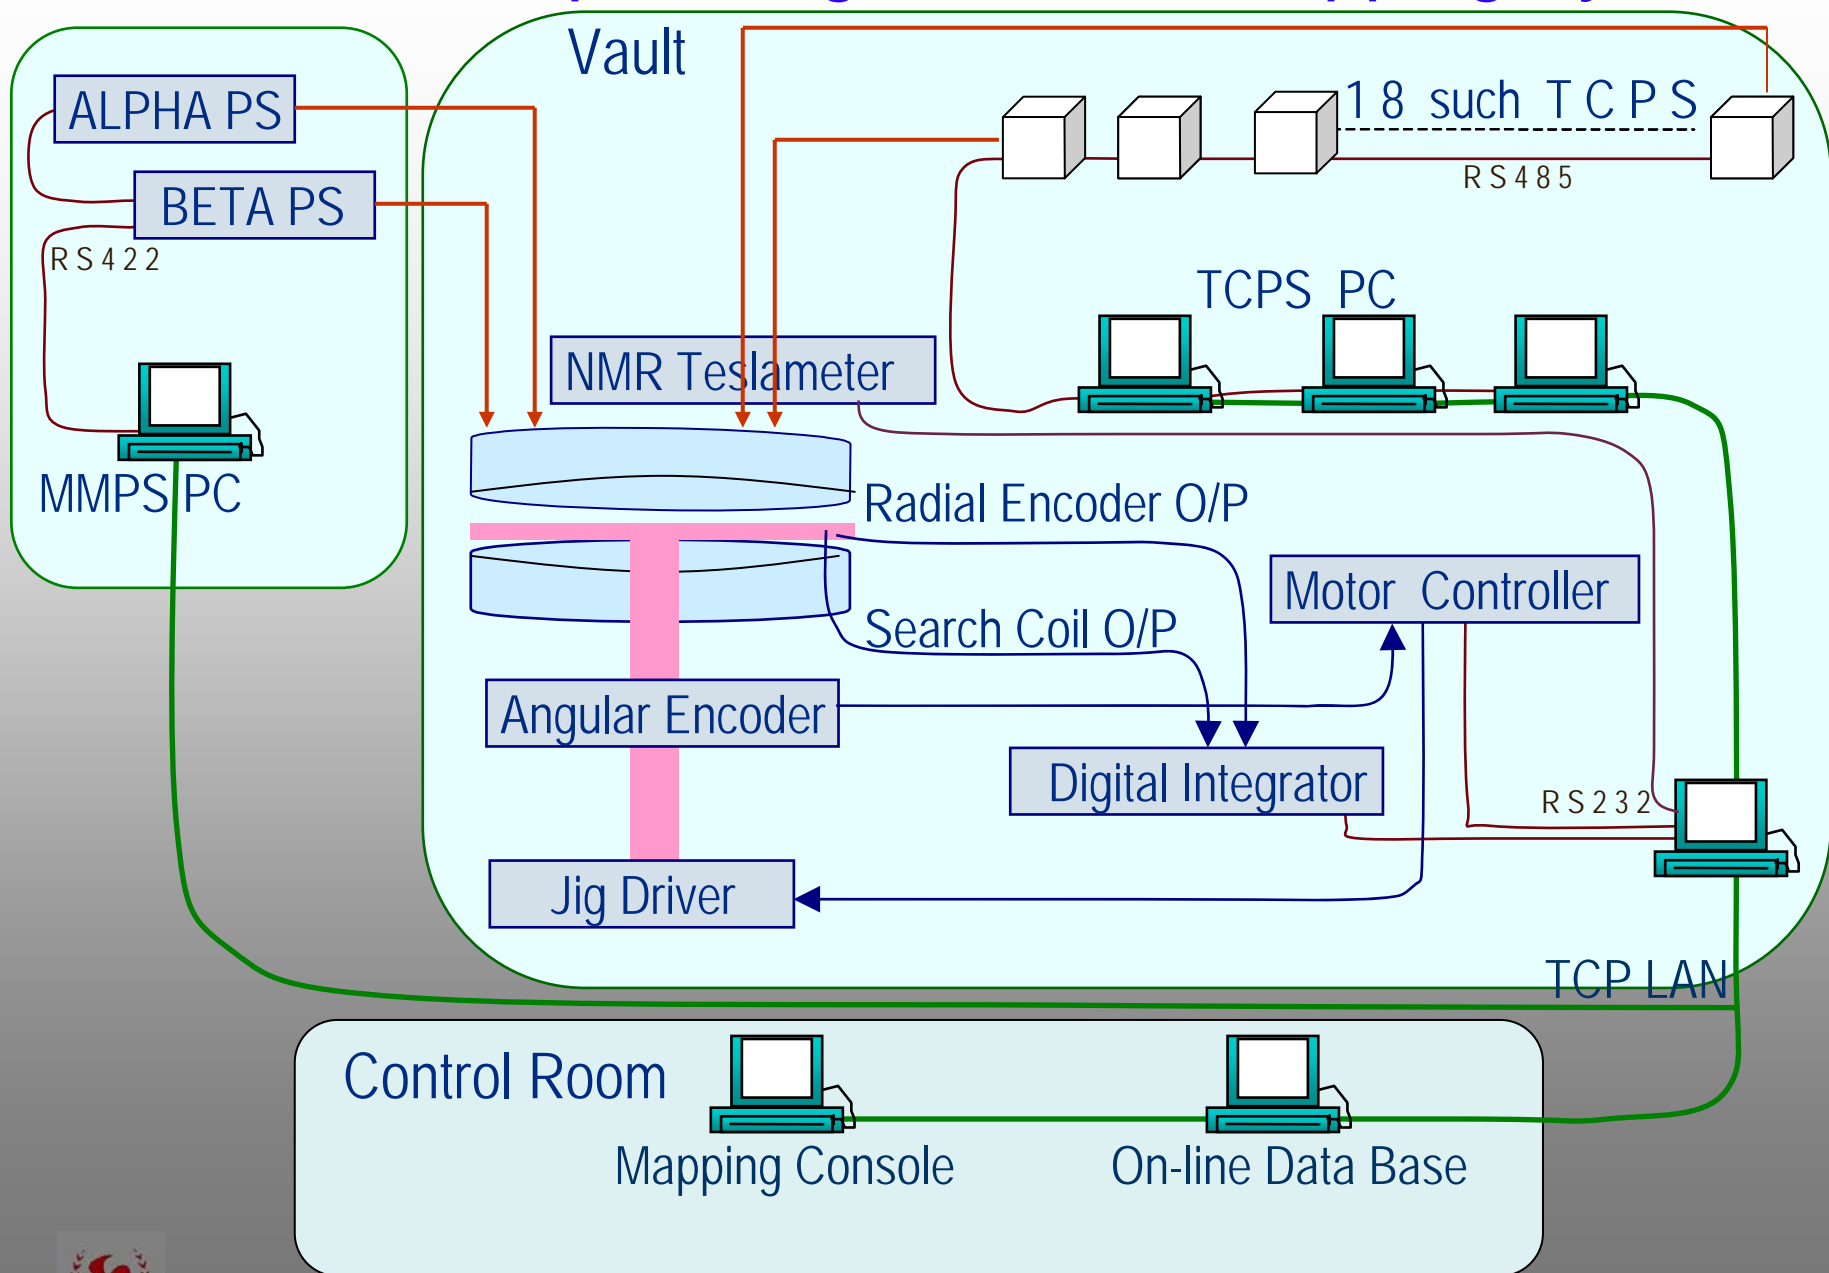 Vault
ALPHA PS
18 such TCPS
BETA PS
RS485
RS422
TCPS PC
NMR Teslameter
MMPS PC
Radial Encoder O/P
Motor Controller
Search Coil O/P
Angular Encoder
Digital Integrator
RS232
Jig Driver
TCP LAN
Control Room
Mapping Console
On-line Data Base